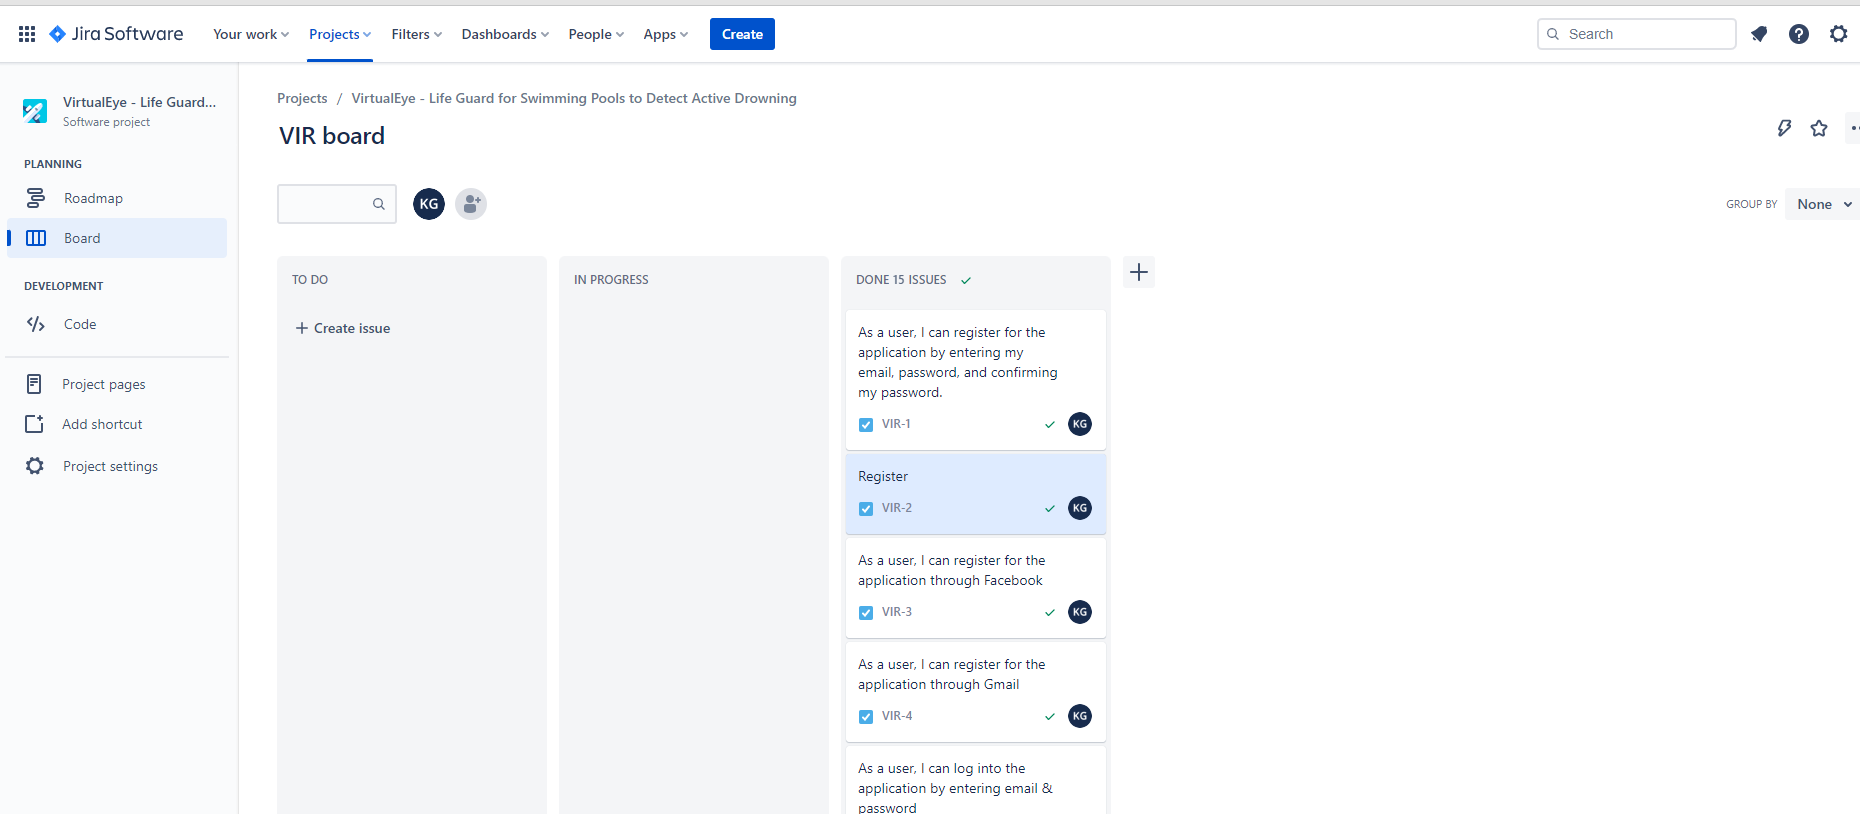 Jira Software
Your work
Projects
Filters
Dashboards
People
Apps
Create
Search
VirtualEye - Life Guard...
Software project
PLANNING
Roadmap
Board
DEVELOPMENT
Code
Project pages
Add shortcut
Project settings
Projects / VirtualEye - Life Guard for Swimming Pools to Detect Active Drowning
VIR board
KG
GROUP BY
None
TO DO
Create issue
IN PROGRESS
DONE 15 ISSUES
As a user, I can register for the
application by entering my
email, password, and confirming
my password.
VIR-1
KG
Register
VIR-2
KG
As a user, I can register for the
application through Facebook
VIR-3
KG
As a user, I can register for the
application through Gmail
VIR-4
KG
As a user, I can log into the
application by entering email &
password